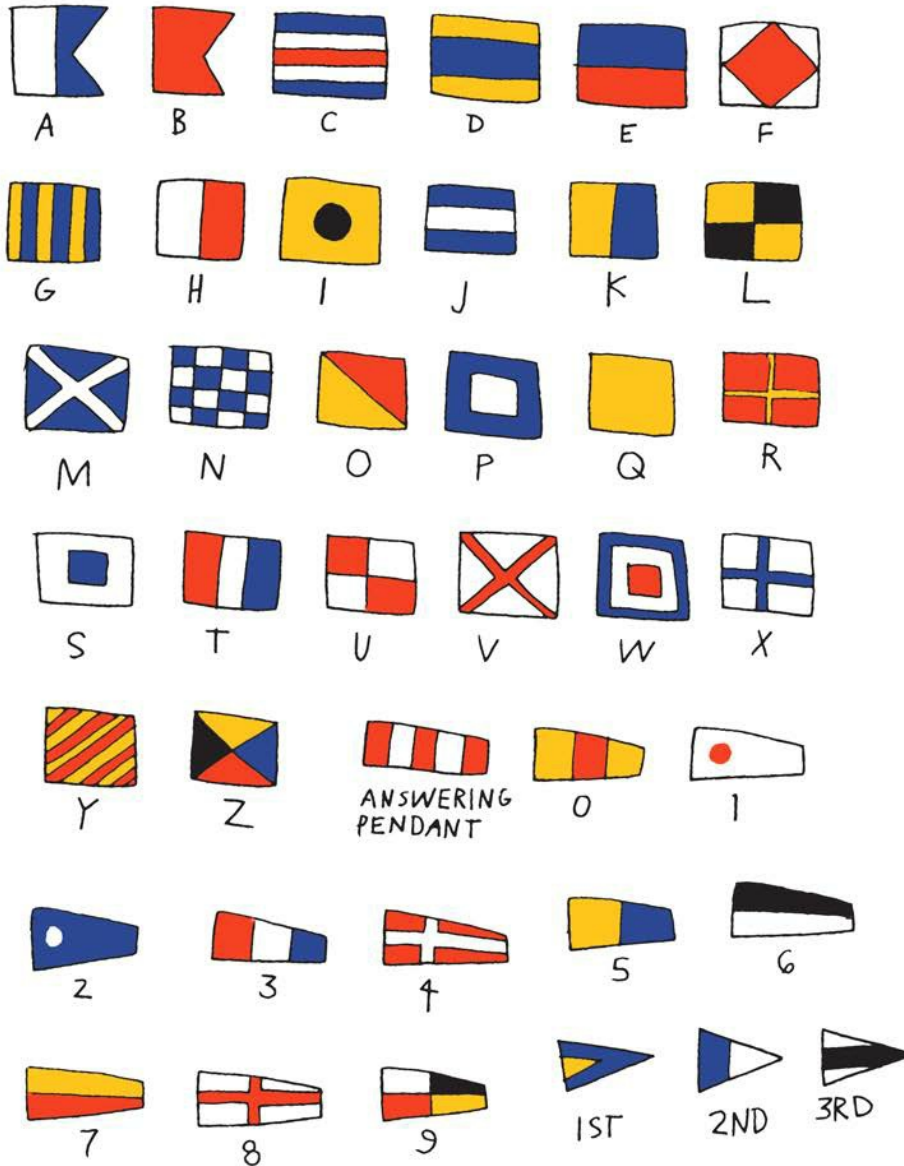 A B C D E F
G H I J K L
M N O P Q R
S T U V W X
Y Z ANSWERING PENDANT 0 1
2 3 4 5 6
7 8 9 1ST 2ND 3RD